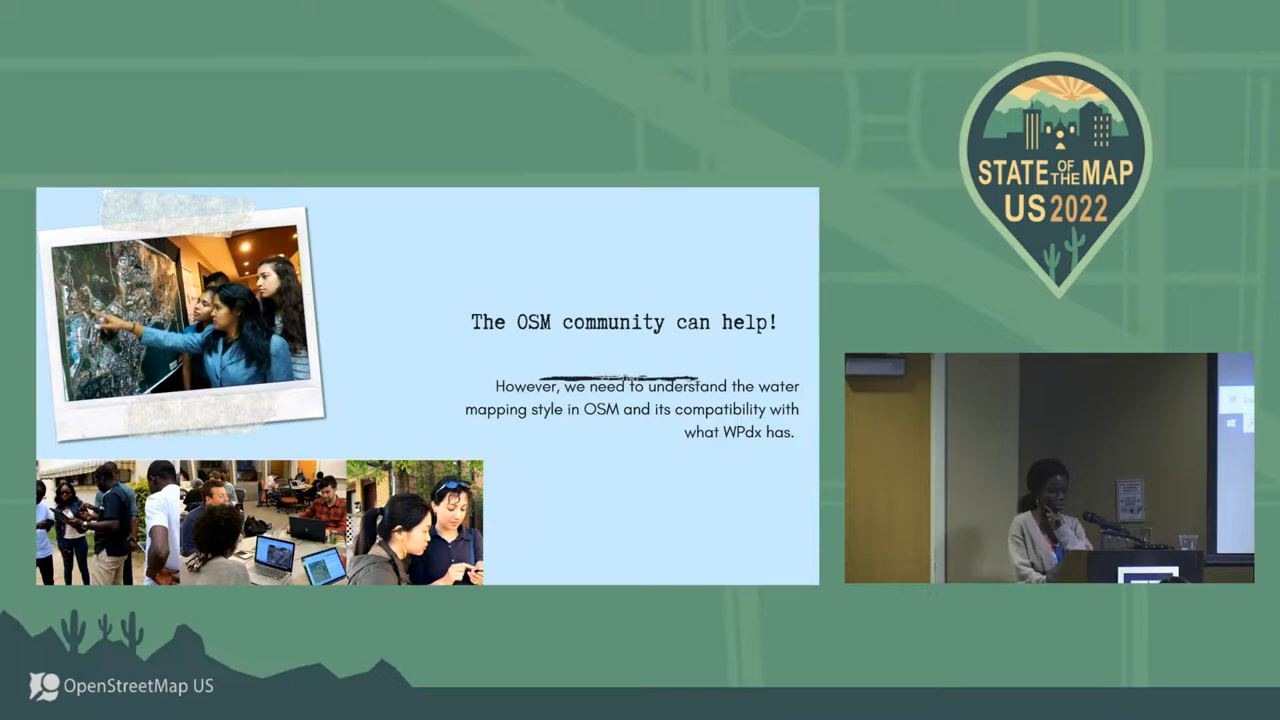 STATE OF THE MAP
US 2022
The OSM community can help!
However, we need to understand the water
mapping style in OSM and its compatibility with
what WPdx has.
OpenStreetMap US